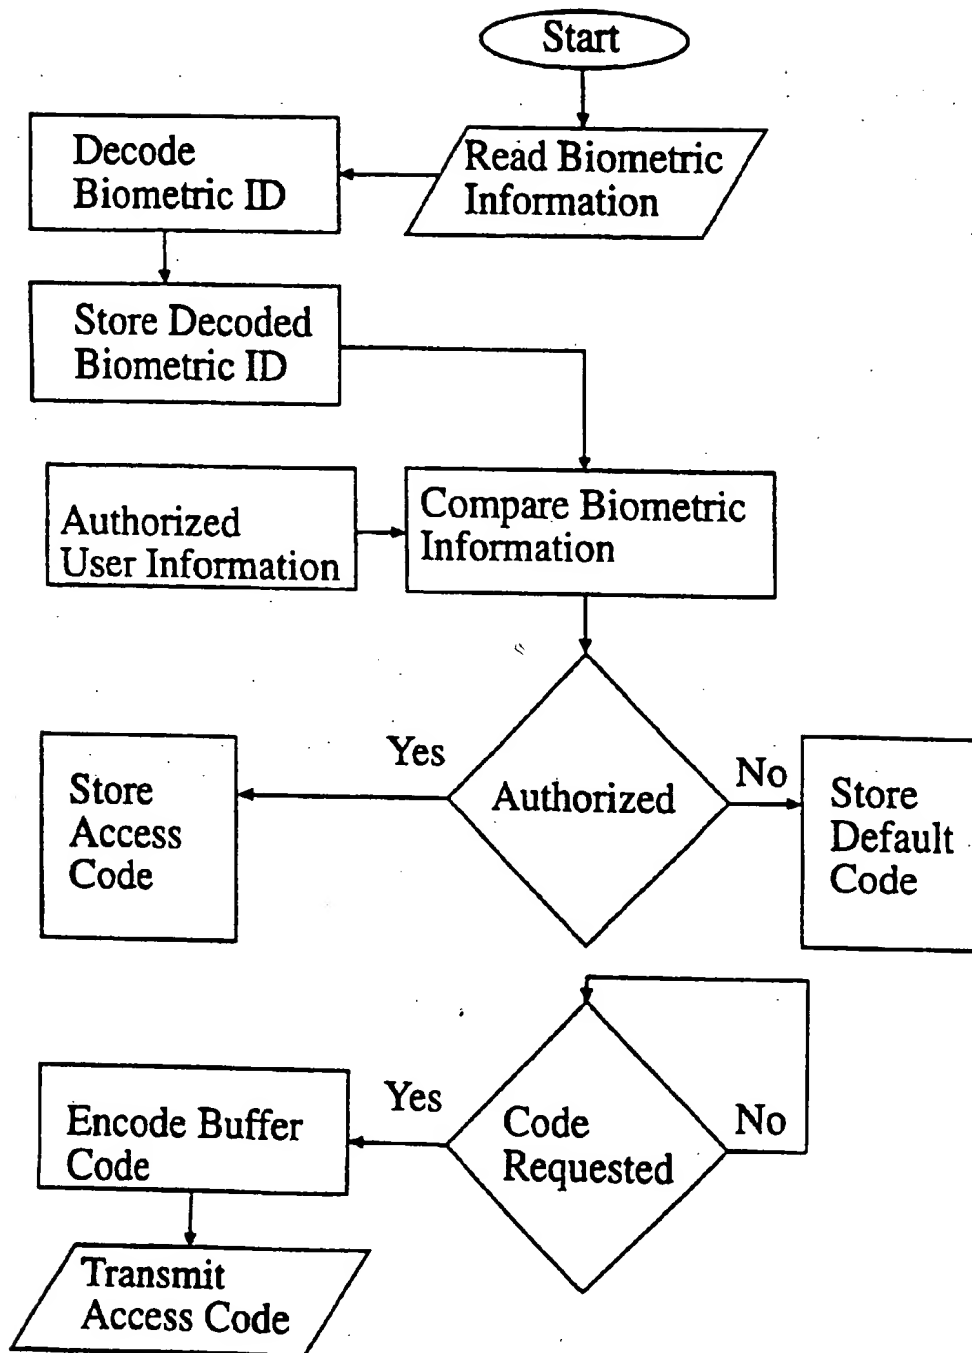 Start
Read Biometric
Information
Decode
Biometric ID
Store Decoded
Biometric ID
Authorized
User Information
Compare Biometric
Information
Authorized
Yes
No
Store
Access
Code
Store
Default
Code
Code
Requested
Yes
No
Encode Buffer
Code
Transmit
Access Code